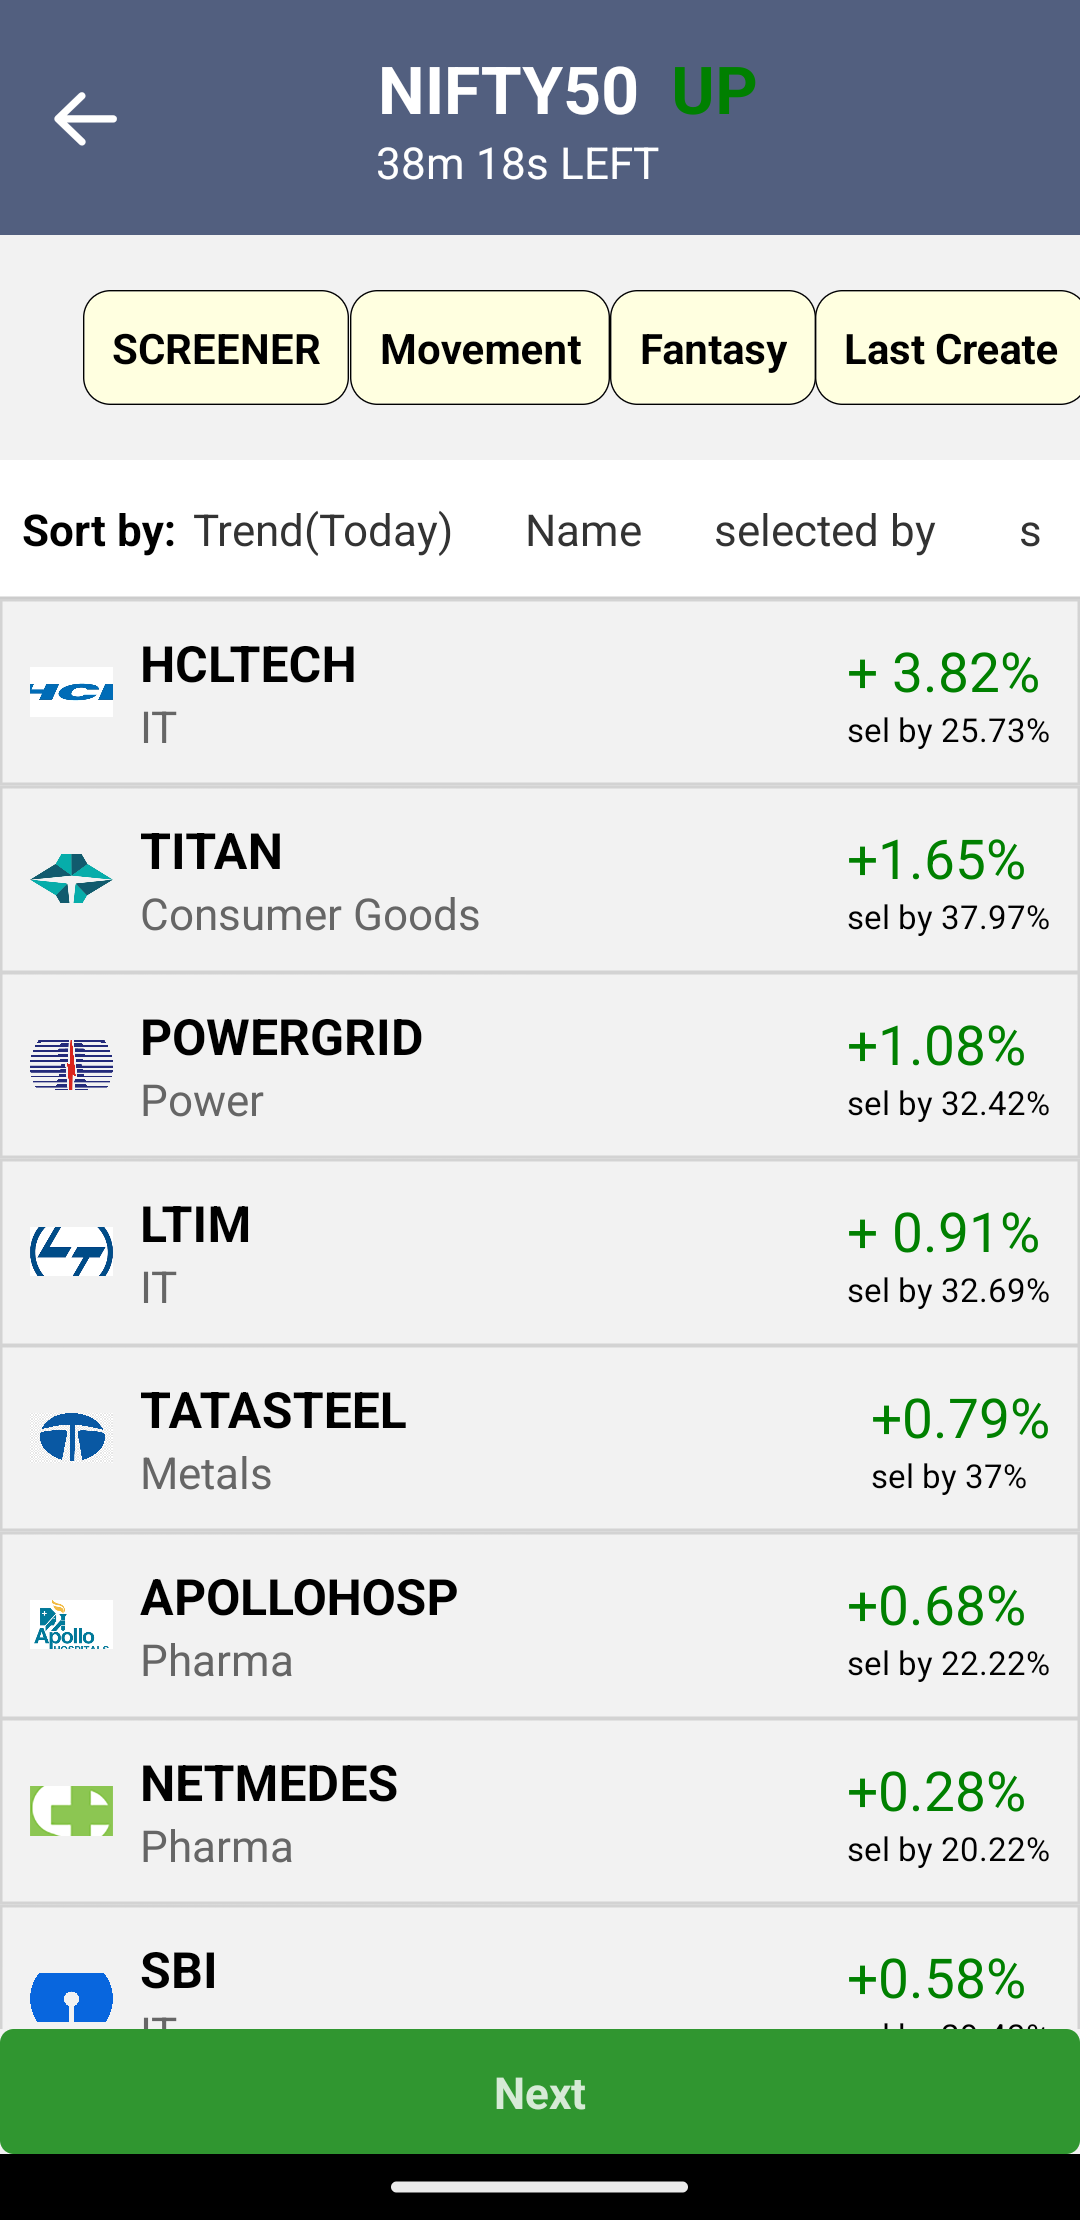 NIFTY50 UP
38m 18s LEFT
SCREENER Movement Fantasy Last Create
Sort by: Trend(Today) Name selected by s
HCL
HCLTECH
IT
+ 3.82%
sel by 25.73%
TITAN
Consumer Goods
+1.65%
sel by 37.97%
POWERGRID
Power
+1.08%
sel by 32.42%
LTIM
IT
+ 0.91%
sel by 32.69%
TATASTEEL
Metals
+0.79%
sel by 37%
Apollo
HOSPITALS
APOLLOHOSP
Pharma
+0.68%
sel by 22.22%
NETMEDES
Pharma
+0.28%
sel by 20.22%
SBI
IT
+0.58%
Next